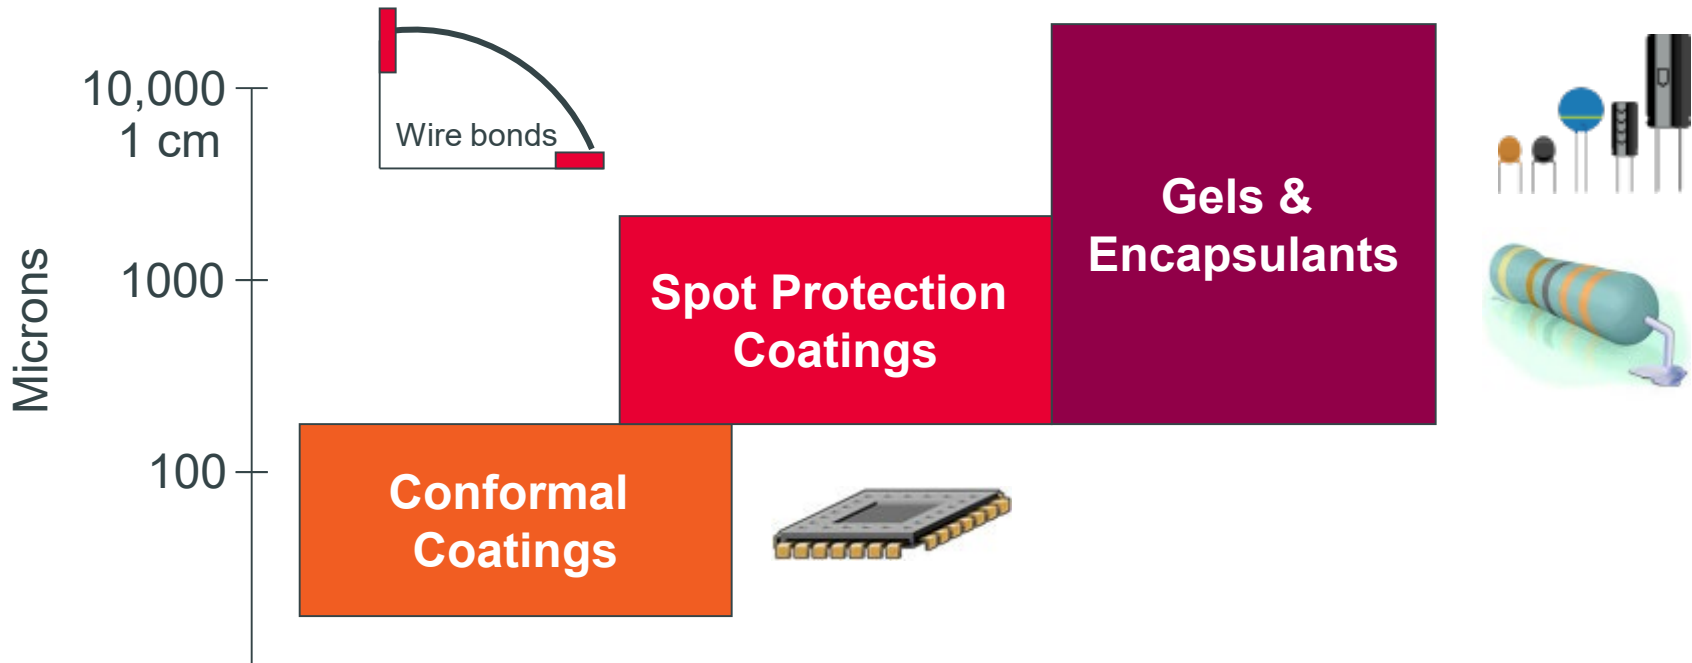 10,000
1 cm
1000
100
Microns
Wire bonds
Conformal
Coatings
Spot Protection
Coatings
Gels &
Encapsulants